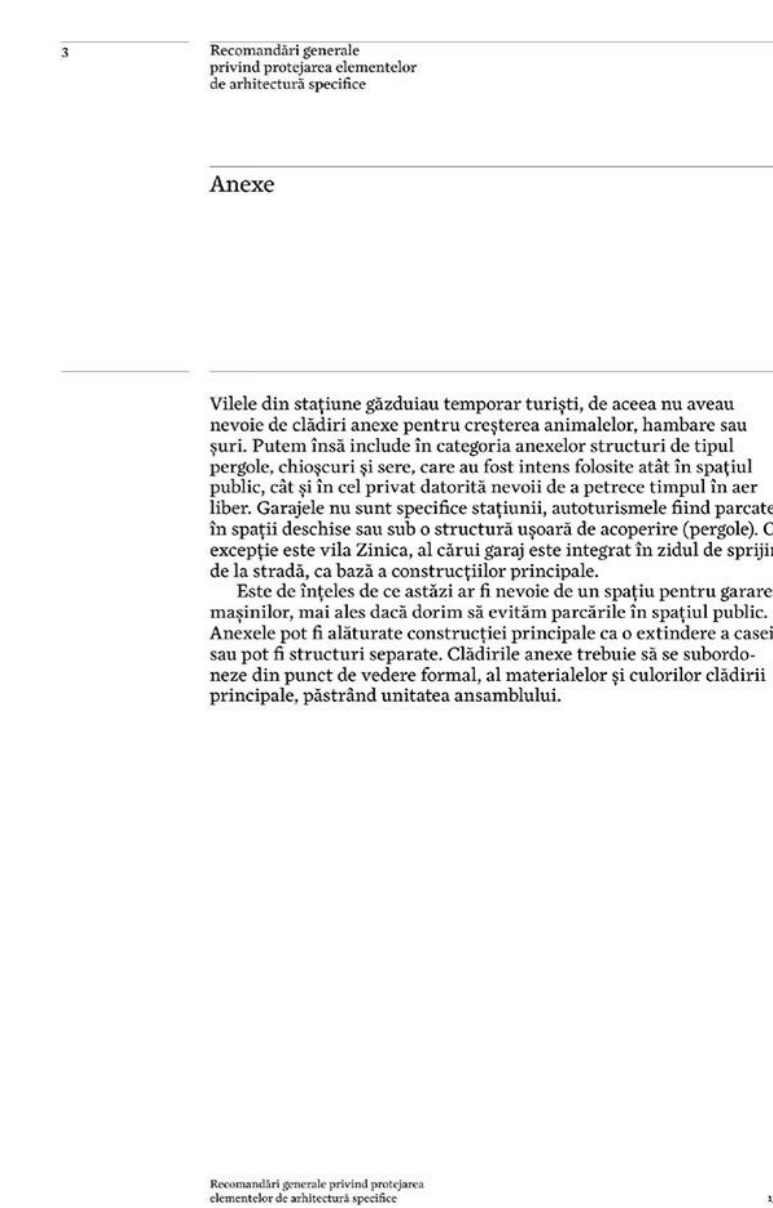 3
Recomandări generale
privind protejarea elementelor
de arhitectură specifice
Anexe
Vilele din stațiune găzduiau temporar turiști, de aceea nu aveau
nevoie de clădiri anexe pentru creșterea animalelor, hambare sau
șuri. Putem însă include în categoria anexelor structuri de tipul
pergole, chioșcuri și sere, care au fost intens folosite atât în spațiul
public, cât și în cel privat datorită nevoii de a petrece timpul în aer
liber. Garajele nu sunt specifice stațiunii, autoturismele fiind parcate
în spații deschise sau sub o structură ușoară de acoperire (pergole). O
excepție este vila Zinica, al cărui garaj este integrat în zidul de sprijin
de la stradă, ca bază a construcțiilor principale.
Este de înțeles de ce astăzi ar fi nevoie de un spațiu pentru gararea
mașinilor, mai ales dacă dorim să evităm parcările în spațiul public.
Anexele pot fi alăturate construcției principale ca o extindere a casei
sau pot fi structuri separate. Clădirile anexe trebuie să se subordo-
neze din punct de vedere formal, al materialelor și culorilor clădirii
principale, păstrând unitatea ansamblului.
Recomandări generale privind protejarea
elementelor de arhitectură specifice